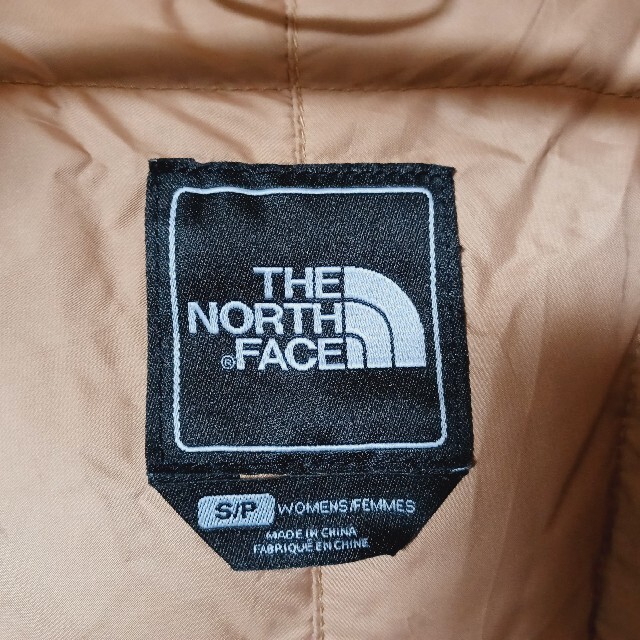 THE
NORTH
®FACE
S/P WOMENS/FEMMES
MADE IN CHINA
FABRIQUE EN CHINE